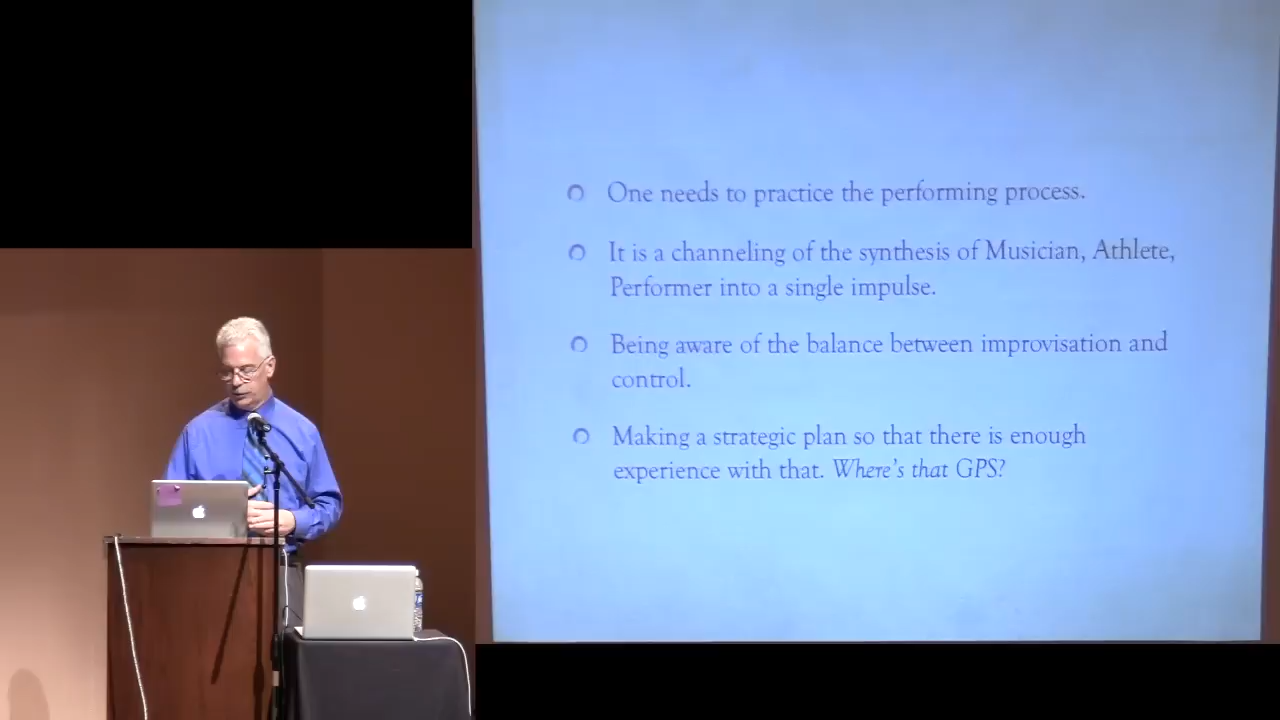 One needs to practice the performing process.
It is a channeling of the synthesis of Musician, Athlete,
Performer into a single impulse.
Being aware of the balance between improvisation and
control.
Making a strategic plan so that there is enough
experience with that. Where's that GPS?